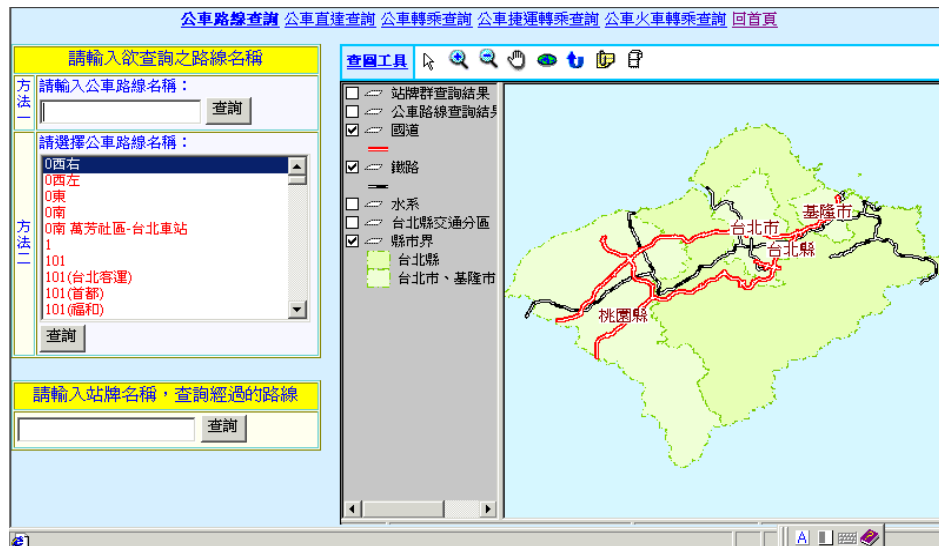 公車路線查詢 公車直達查詢 公車轉乘查詢 公車捷運轉乘查詢 公車火車轉乘查詢 回首頁
請輸入欲查詢之路線名稱
方法一
請輸入公車路線名稱：
查詢
方法二
請選擇公車路線名稱：
0西右
0西左
0東
0南
0南 萬芳社區-台北車站
1
101
101(台北客運)
101(首都)
101(福和)
查詢
請輸入站牌名稱，查詢經過的路線
查詢
查圖工具
站牌群查詢結果
公車路線查詢結果
國道
鐵路
水系
台北縣交通分區
縣市界
台北縣
台北市、基隆市
基隆市
台北市
台北縣
桃園縣
A